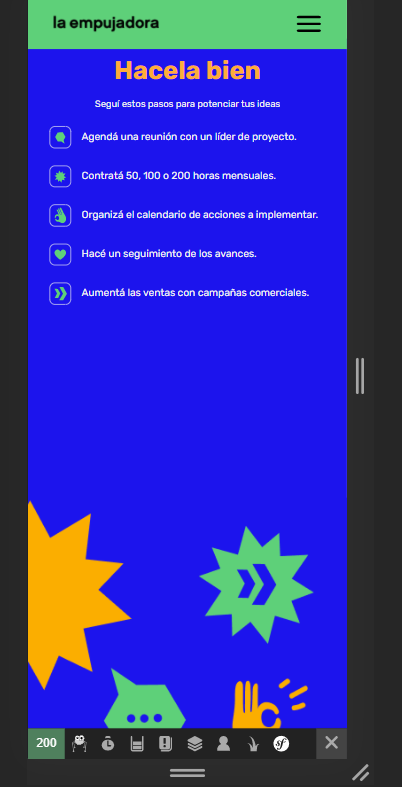 la empujadora
Hacela bien
Seguí estos pasos para potenciar tus ideas
Agendá una reunión con un líder de proyecto.
Contratá 50, 100 o 200 horas mensuales.
Organizá el calendario de acciones a implementar.
Hacé un seguimiento de los avances.
Aumentá las ventas con campañas comerciales.
200
sf